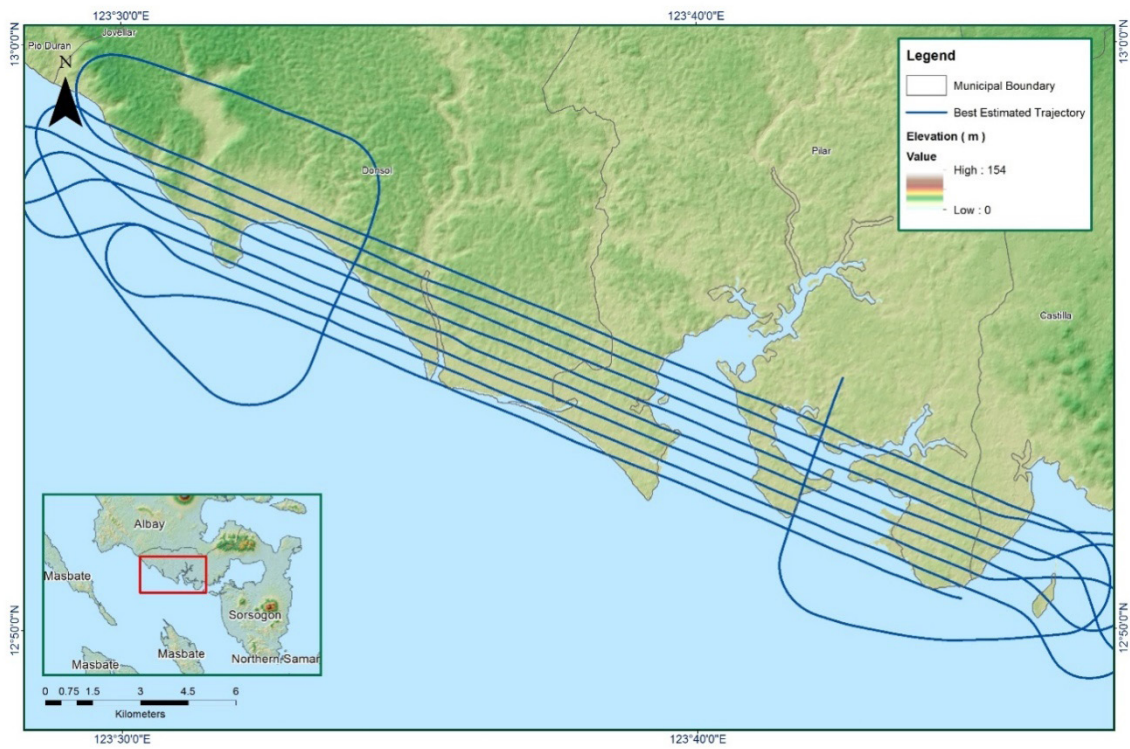 123°30'0"E
123°40'0"E
13°0'0"N
13°0'0"N
Jovellar
Pio Duran
N
Legend
Municipal Boundary
Best Estimated Trajectory
Elevation ( m )
Value
High : 154
Low : 0
Pilar
Donsol
Castilla
Albay
Masbate
Sorsogon
Masbate
Masbate
Northern Samar
12°50'0"N
12°50'0"N
0 0.75 1.5 3 4.5 6
Kilometers
123°30'0"E
123°40'0"E